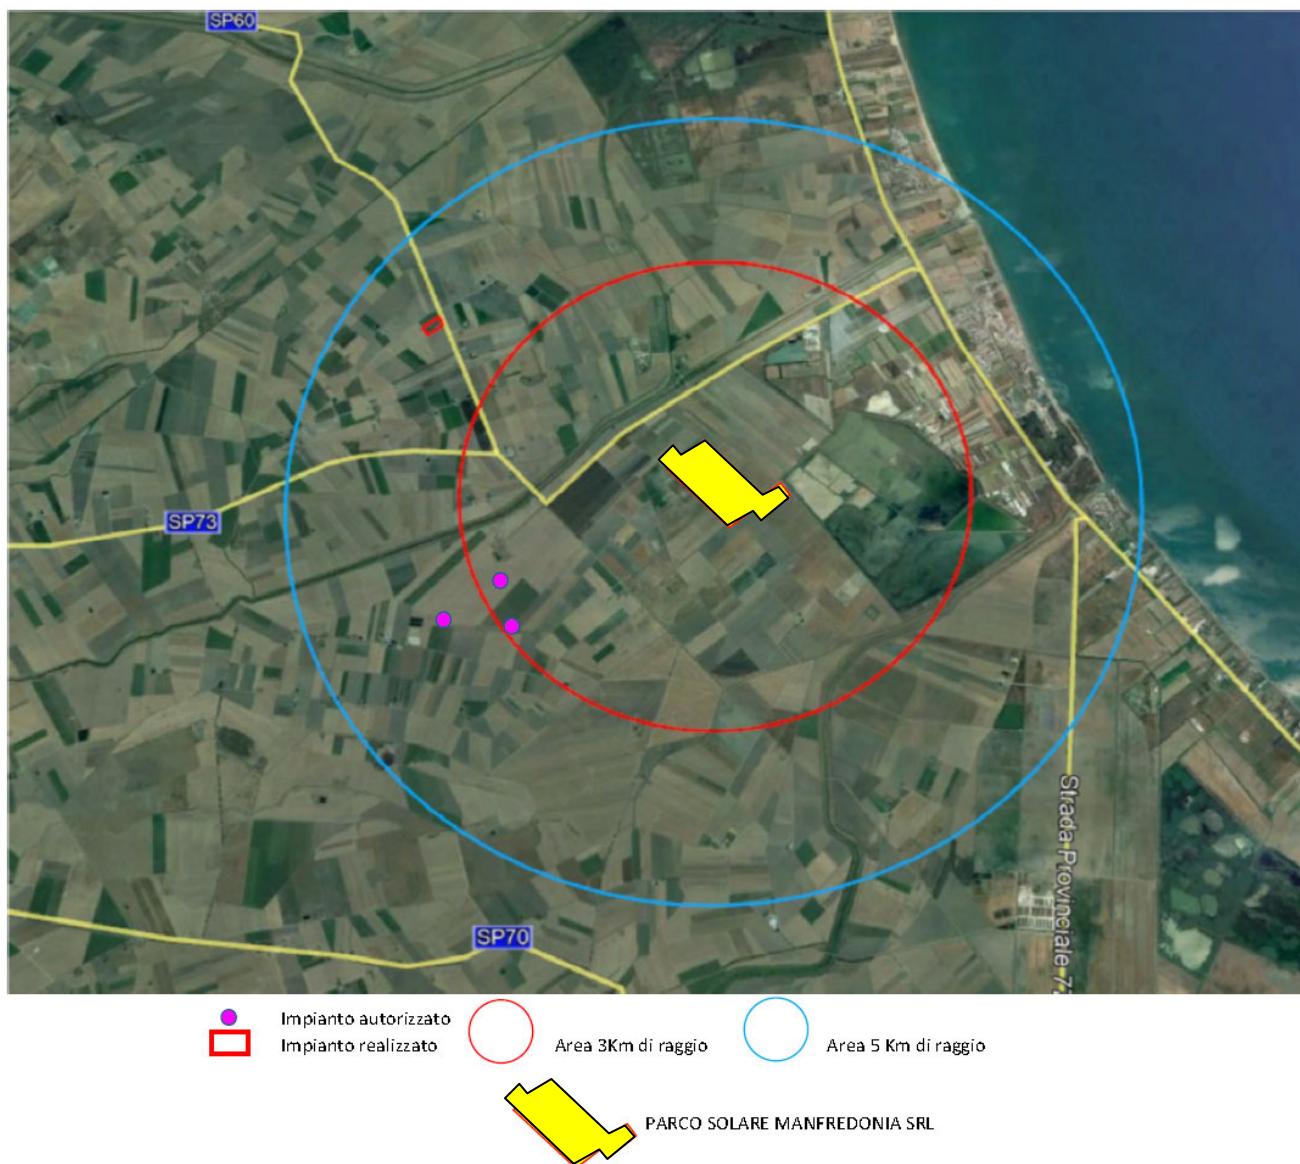 SP60
SP73
SP70
Strada Provinciale 7
Impianto autorizzato
Impianto realizzato
Area 3Km di raggio
Area 5 Km di raggio
PARCO SOLARE MANFREDONIA SRL